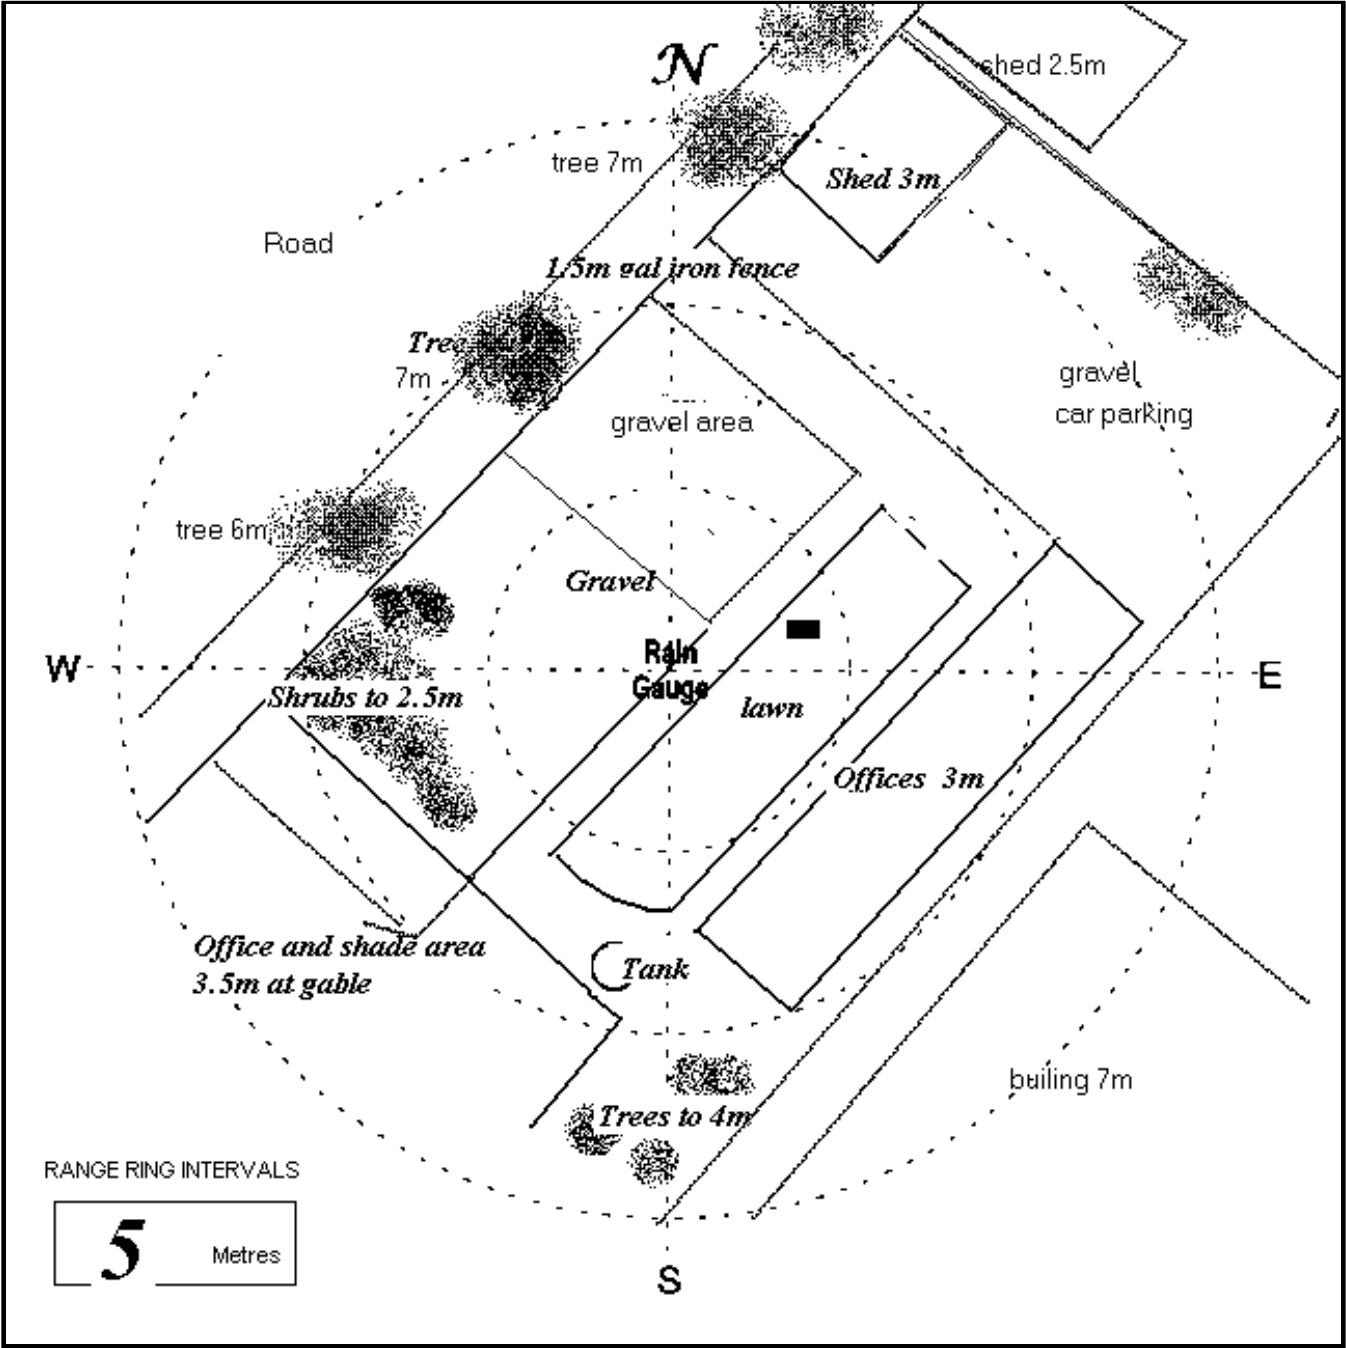 N
shed 2.5m
tree 7m
Shed 3m
Road
1.5m gal iron fence
Tree
7m
gravel
car parking
gravel area
tree 6m
Gravel
Rain
Gauge
W
E
Shrubs to 2.5m
lawn
Offices 3m
Office and shade area
3.5m at gable
Tank
builing 7m
Trees to 4m
RANGE RING INTERVALS
5 Metres
S